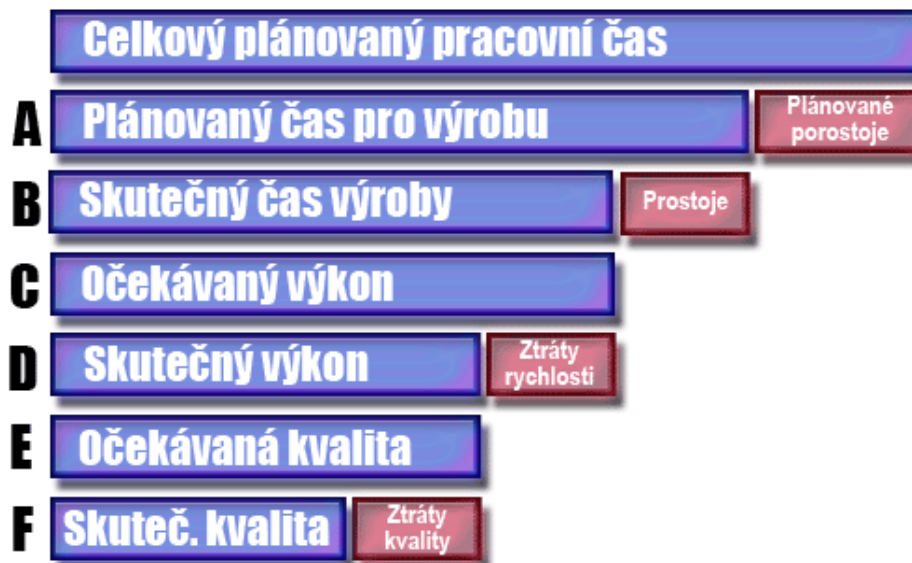 Celkový plánovaný pracovní čas
A
Plánovaný čas pro výrobu
Plánované
porostoje
B
Skutečný čas výroby
Prostoje
C
Očekávaný výkon
D
Skutečný výkon
Ztráty
rychlosti
E
Očekávaná kvalita
F
Skuteč. kvalita
Ztráty
kvality